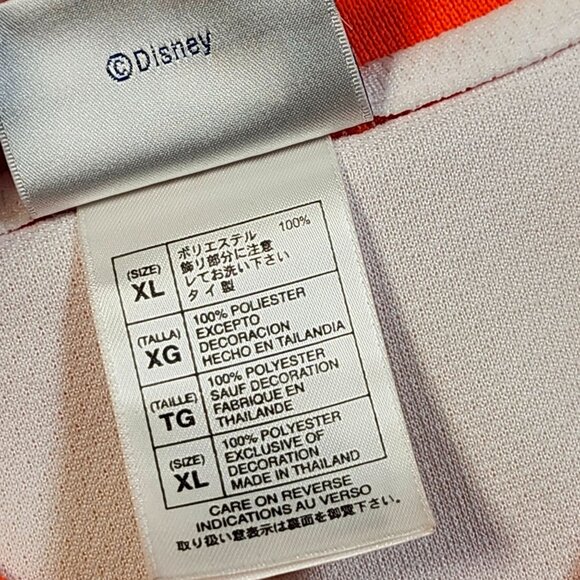 ©Disney
(SIZE)
XL
ポリエステル 100%
飾り部分に注意
してお洗い下さい
タイ製
(TALLA)
XG
100% POLIESTER
EXCEPTO
DECORACION
HECHO EN TAILANDIA
(TAILLE)
TG
100% POLYESTER
SAUF DECORATION
FABRIQUE EN
THAILANDE
(SIZE)
XL
100% POLYESTER
EXCLUSIVE OF
DECORATION
MADE IN THAILAND
CARE ON REVERSE
INDICATIONS AU VERSO
取り扱い意表示は裏面を御覧下さい。